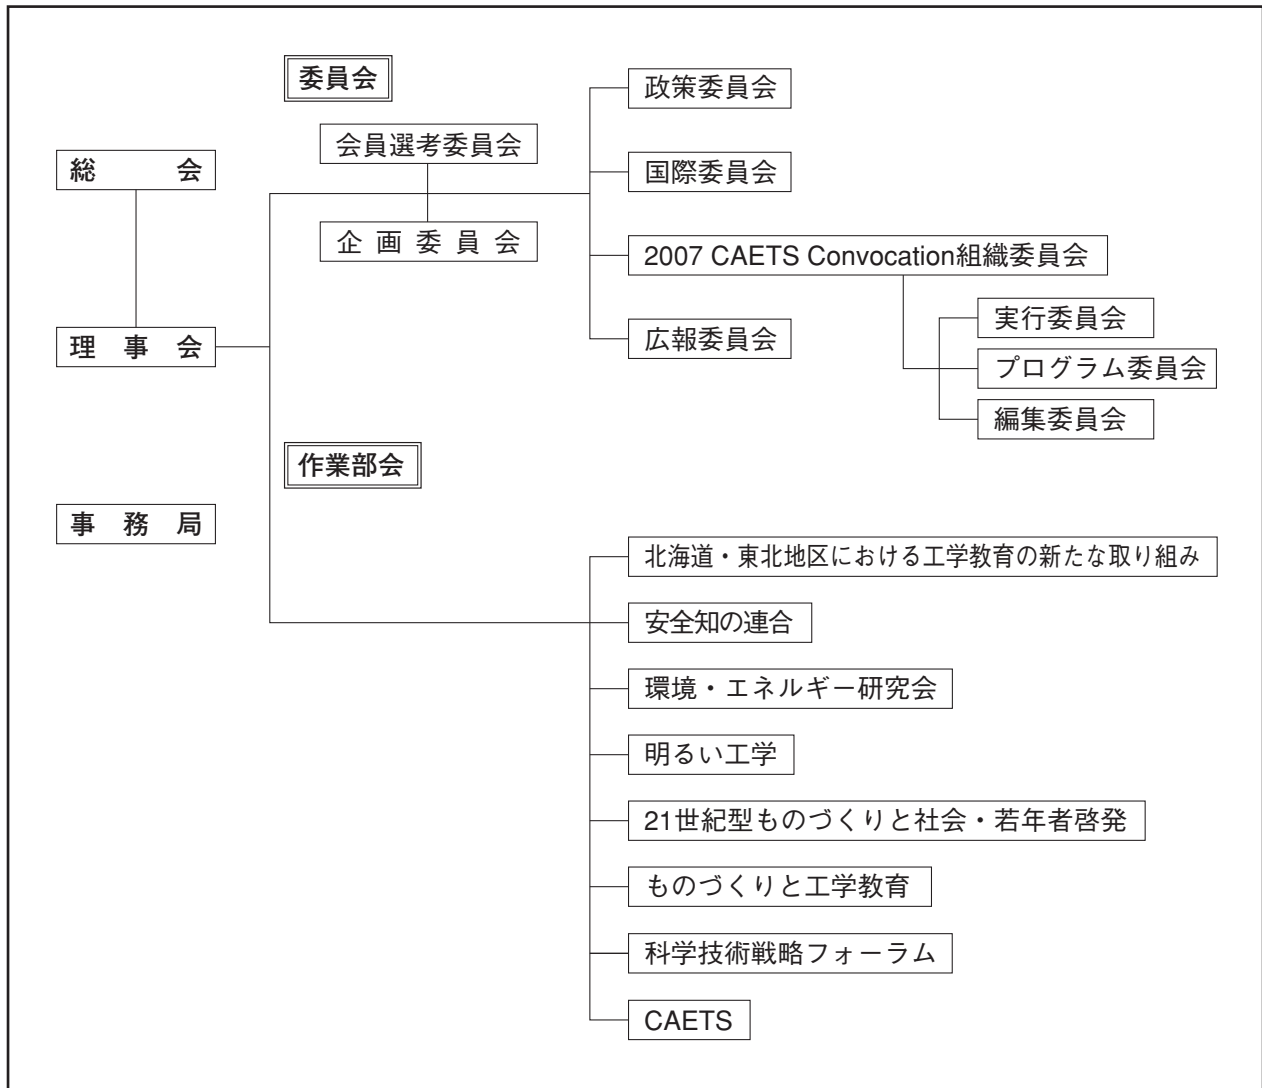 委員会
会員選考委員会
企画委員会
総会
理事会
事務局
政策委員会
国際委員会
2007 CAETS Convocation組織委員会
実行委員会
プログラム委員会
編集委員会
広報委員会
作業部会
北海道・東北地区における工学教育の新たな取り組み
安全知の連合
環境・エネルギー研究会
明るい工学
21世紀型ものづくりと社会・若年者啓発
ものづくりと工学教育
科学技術戦略フォーラム
CAETS